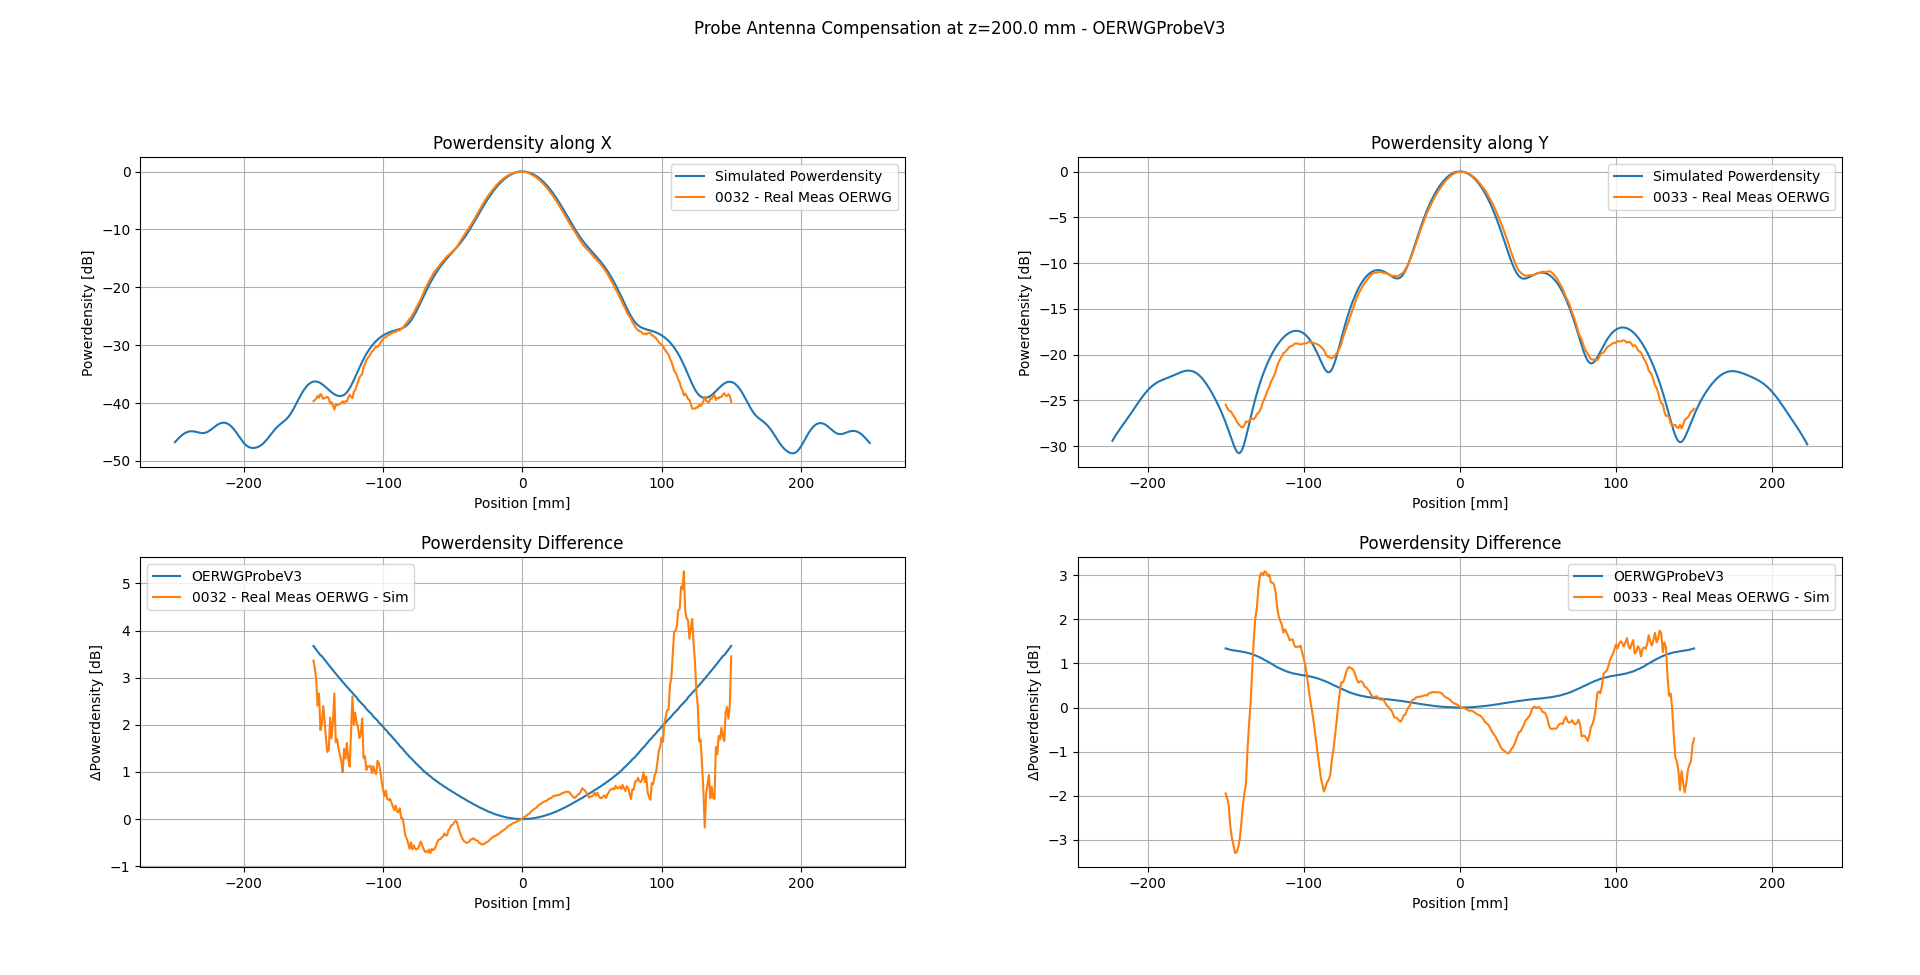 Probe Antenna Compensation at z=200.0 mm - OERWGProbeV3
Powerdensity along X
Powerdensity [dB]
0
−10
−20
−30
−40
−50
Simulated Powerdensity
0032 - Real Meas OERWG
−200
−100
0
100
200
Position [mm]
Powerdensity along Y
Powerdensity [dB]
0
−5
−10
−15
−20
−25
−30
Simulated Powerdensity
0033 - Real Meas OERWG
−200
−100
0
100
200
Position [mm]
Powerdensity Difference
ΔPowerdensity [dB]
5
4
3
2
1
0
−1
OERWGProbeV3
0032 - Real Meas OERWG - Sim
−200
−100
0
100
200
Position [mm]
Powerdensity Difference
ΔPowerdensity [dB]
3
2
1
0
−1
−2
−3
OERWGProbeV3
0033 - Real Meas OERWG - Sim
−200
−100
0
100
200
Position [mm]